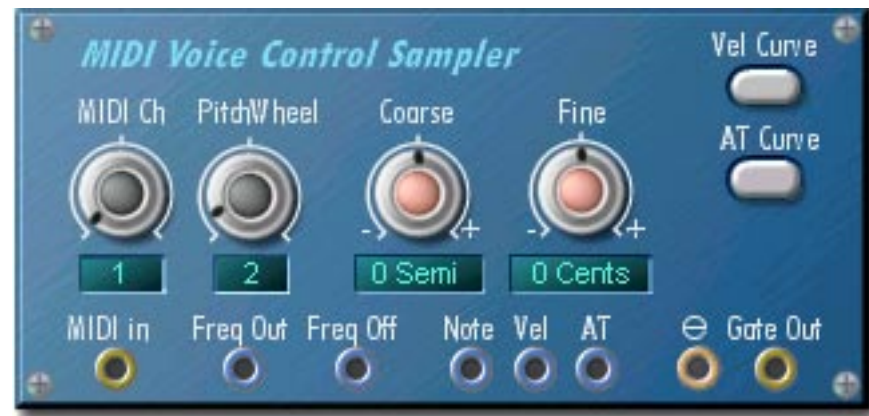 MIDI Voice Control Sampler
Vel Curve
MIDI Ch PitchWheel Coarse Fine
AT Curve
- + - +
1 2 0 Semi 0 Cents
MIDI in Freq Out Freq Off Note Vel AT ⊖ Gate Out